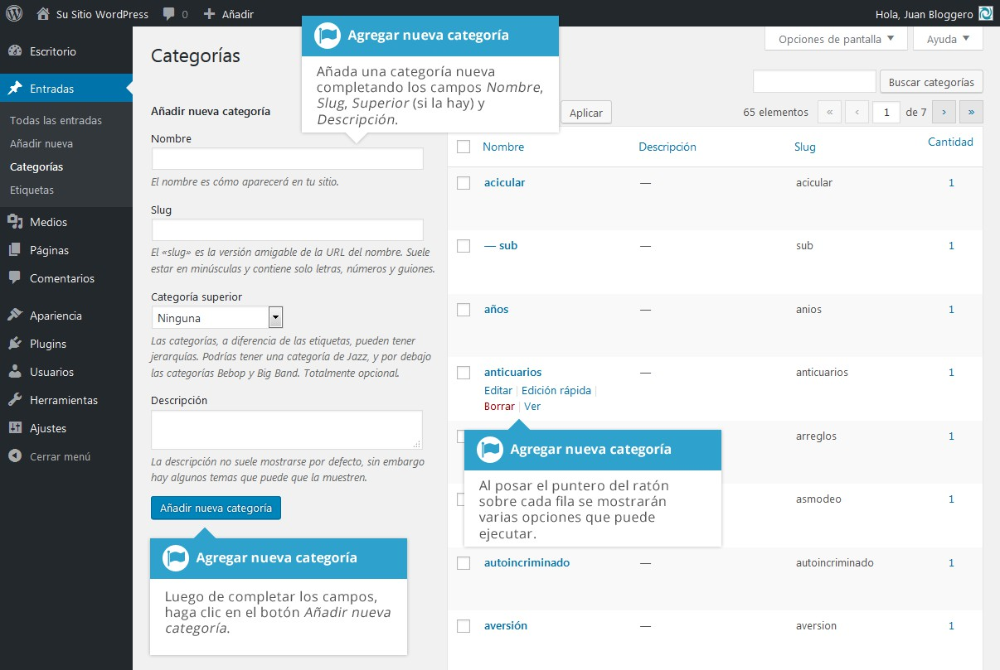 Su Sitio WordPress 0 Añadir
Hola, Juan Bloggero
Escritorio
Entradas
Todas las entradas
Añadir nueva
Categorías
Etiquetas
Medios
Páginas
Comentarios
Apariencia
Plugins
Usuarios
Herramientas
Ajustes
Cerrar menú
Categorías
Opciones de pantalla
Ayuda
Agregar nueva categoría
Añada una categoría nueva
completando los campos Nombre,
Slug, Superior (si la hay) y
Descripción.
Buscar categorías
Aplicar
65 elementos « ‹ 1 de 7 › »
Añadir nueva categoría
Nombre
El nombre es cómo aparecerá en tu sitio.
Slug
El «slug» es la versión amigable de la URL del nombre. Suele
estar en minúsculas y contiene solo letras, números y guiones.
Categoría superior
Ninguna
Las categorías, a diferencia de las etiquetas, pueden tener
jerarquías. Podrías tener una categoría de Jazz, y por debajo
las categorías Bebop y Big Band. Totalmente opcional.
Descripción
La descripción no suele mostrarse por defecto, sin embargo
hay algunos temas que puede que la muestren.
Añadir nueva categoría
Agregar nueva categoría
Luego de completar los campos,
haga clic en el botón Añadir nueva
categoría.
Nombre Descripción Slug Cantidad
acicular — acicular 1
— sub — sub 1
años — anios 1
anticuarios — anticuarios 1
Editar | Edición rápida |
Borrar | Ver
Agregar nueva categoría
Al posar el puntero del ratón
sobre cada fila se mostrarán
varias opciones que puede
ejecutar.
arreglos 1
asmodeo 1
autoincriminado — autoincriminado 1
aversión — aversion 1